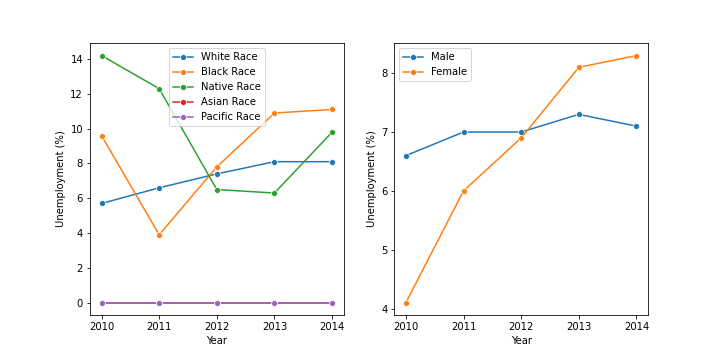 White Race
Black Race
Native Race
Asian Race
Pacific Race
14
12
10
8
6
4
2
0
Unemployment (%)
2010 2011 2012 2013 2014
Year
Male
Female
8
7
6
5
4
Unemployment (%)
2010 2011 2012 2013 2014
Year